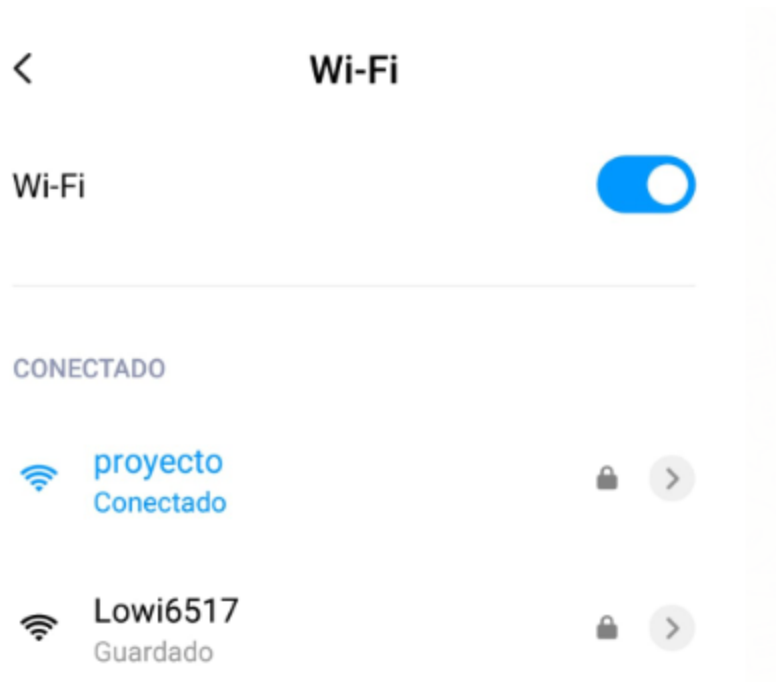 Wi-Fi
Wi-Fi
CONECTADO
proyecto
Conectado
Lowi6517
Guardado